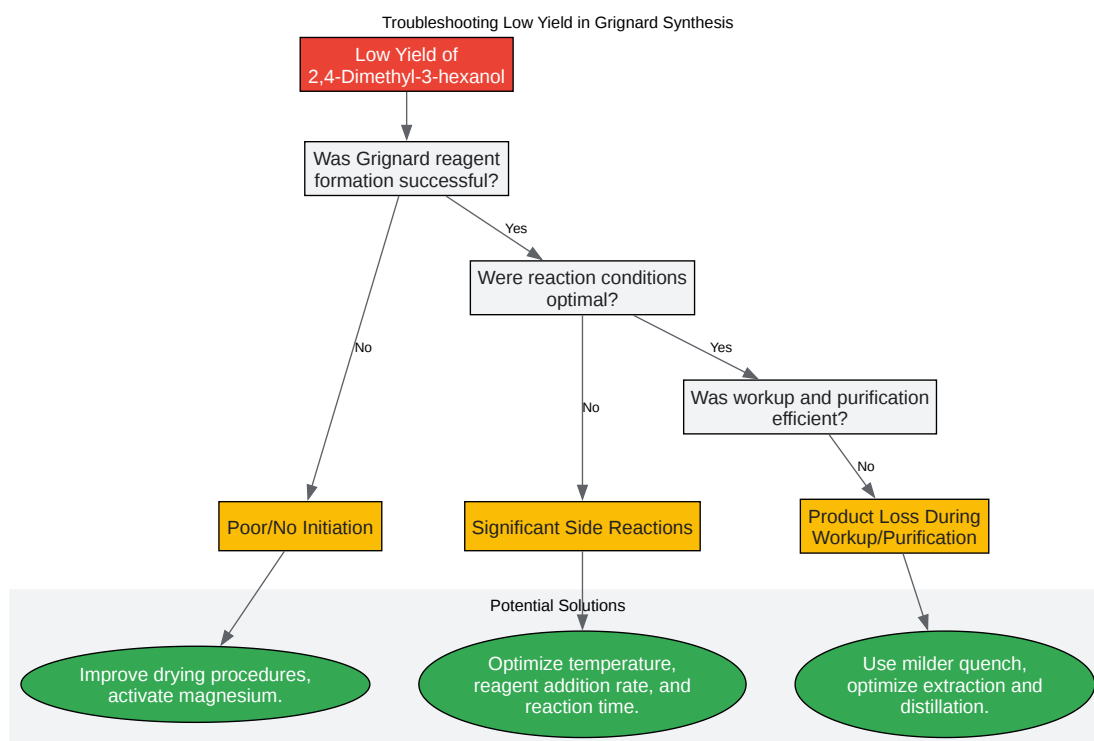 Troubleshooting Low Yield in Grignard Synthesis
Low Yield of
2,4-Dimethyl-3-hexanol
Was Grignard reagent
formation successful?
Yes
Were reaction conditions
optimal?
No
Yes
Was workup and purification
efficient?
No
No
Poor/No Initiation
Significant Side Reactions
Product Loss During
Workup/Purification
Potential Solutions
Improve drying procedures,
activate magnesium.
Optimize temperature,
reagent addition rate, and
reaction time.
Use milder quench,
optimize extraction and
distillation.